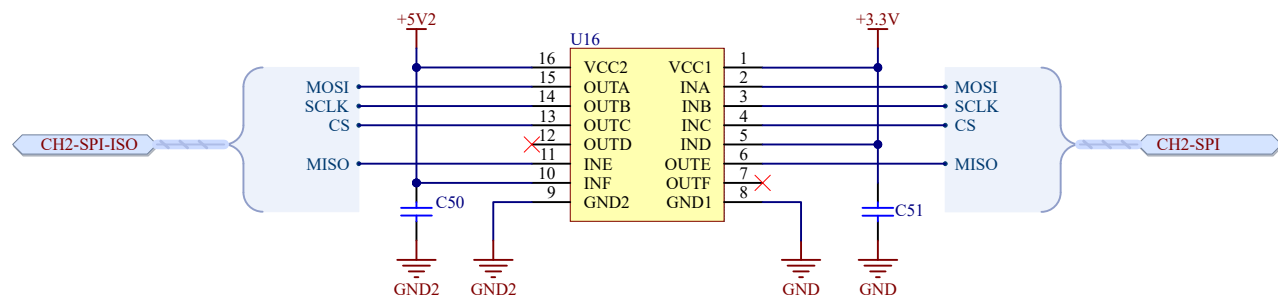 +5V2
+3.3V
U16
16 VCC2 VCC1 1
MOSI 15 OUTA INA 2 MOSI
SCLK 14 OUTB INB 3 SCLK
CS 13 OUTC INC 4 CS
CH2-SPI-ISO 12 OUTD IND 5 CH2-SPI
MISO 11 INE OUTE 6 MISO
10 INF OUTF 7
C50 9 GND2 GND1 8 C51
GND2 GND2 GND GND